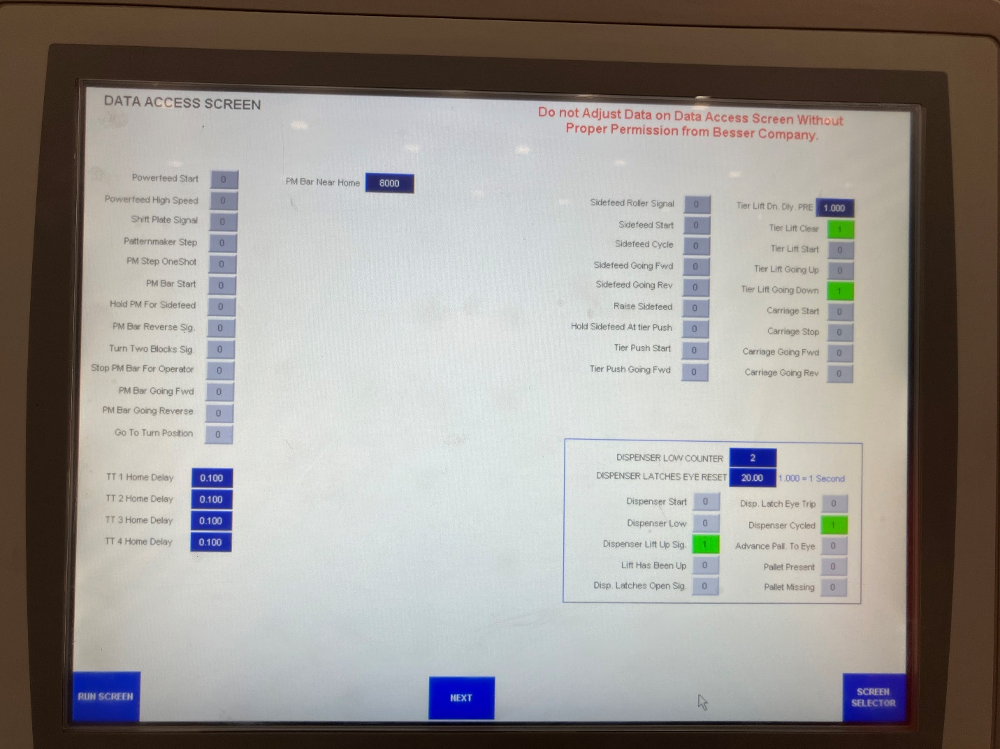 DATA ACCESS SCREEN
Do not Adjust Data on Data Access Screen Without
Proper Permission from Besser Company.
Powerfeed Start 0
Powerfeed High Speed 0
Shift Plate Signal 0
Patternmaker Step 0
PM Step OneShot 0
PM Bar Start 0
Hold PM For Sidefeed 0
PM Bar Reverse Sig. 0
Turn Two Blocks Sig. 0
Stop PM Bar For Operator 0
PM Bar Going Fwd 0
PM Bar Going Reverse 0
Go To Turn Position 0
TT 1 Home Delay 0.100
TT 2 Home Delay 0.100
TT 3 Home Delay 0.100
TT 4 Home Delay 0.100
PM Bar Near Home 8000
Sidefeed Roller Signal 0
Sidefeed Start 0
Sidefeed Cycle 0
Sidefeed Going Fwd 0
Sidefeed Going Rev 0
Raise Sidefeed 0
Hold Sidefeed At tier Push 0
Tier Push Start 0
Tier Push Going Fwd 0
Tier Lift Dn. Dly. PRE 1.000
Tier Lift Clear 1
Tier Lift Start 0
Tier Lift Going Up 0
Tier Lift Going Down 1
Carriage Start 0
Carriage Stop 0
Carriage Going Fwd 0
Carriage Going Rev 0
DISPENSER LOW COUNTER 2
DISPENSER LATCHES EYE RESET 20.00 1.000 = 1 Second
Dispenser Start 0
Dispenser Low 0
Dispenser Lift Up Sig. 1
Lift Has Been Up 0
Disp. Latches Open Sig. 0
Disp. Latch Eye Trip 0
Dispenser Cycled 1
Advance Pall. To Eye 0
Pallet Present 0
Pallet Missing 0
RUN SCREEN
NEXT
SCREEN
SELECTOR